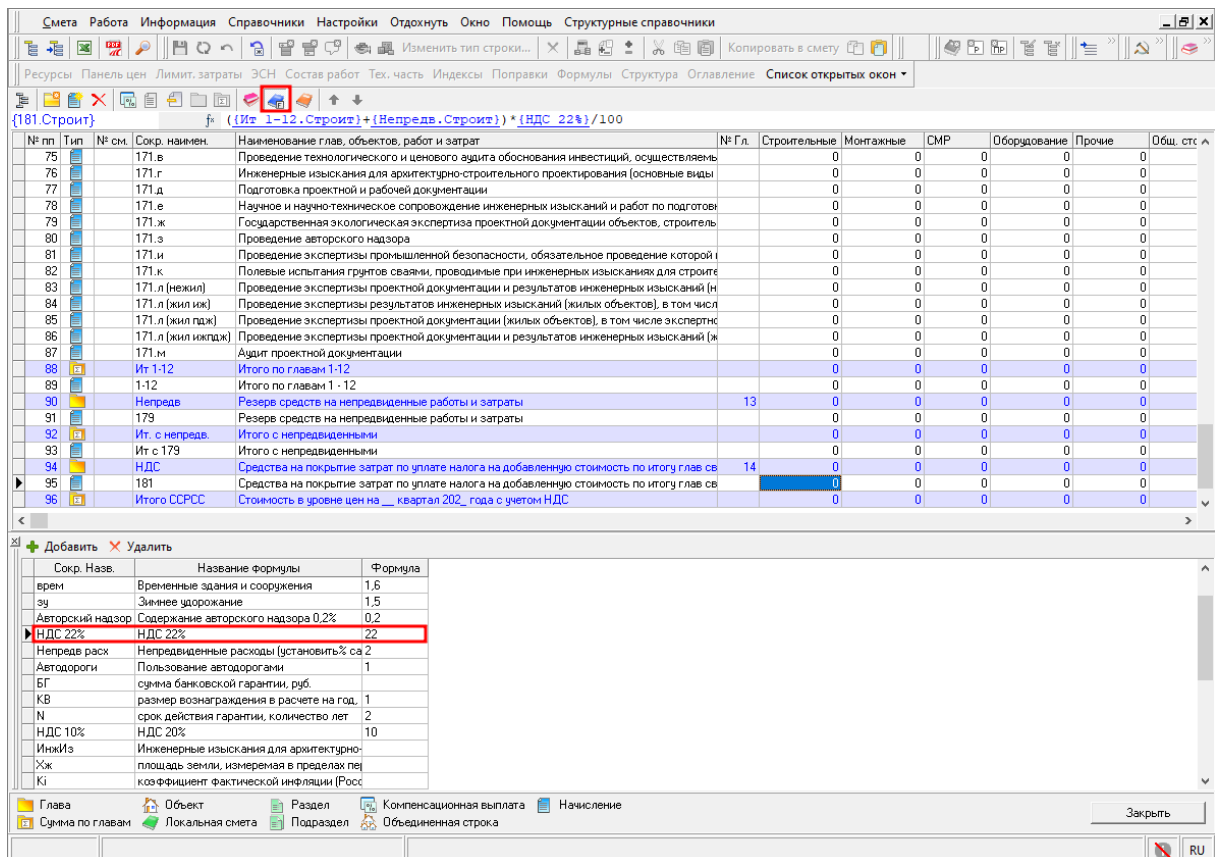 Смета Работа Информация Справочники Настройки Отдохнуть Окно Помощь Структурные справочники
Изменить тип строки... Копировать в смету
Ресурсы Панель цен Лимит.затраты ЭСН Состав работ Тех. часть Индексы Поправки Формулы Структура Оглавление Список открытых окон
{181.Строит} fx ({Ит 1-12.Строит}+{Непредв.Строит})*{НДС 22%}/100
№ пп Тип № см. Сокр. наимен. Наименование глав, объектов, работ и затрат № Гл. Строительные Монтажные СМР Оборудование Прочие Общ. стс
75 171.в Проведение технологического и ценового аудита обоснования инвестиций, осуществляемь 0 0 0 0 0
76 171.г Инженерные изыскания для архитектурно-строительного проектирования (основные виды 0 0 0 0 0
77 171.д Подготовка проектной и рабочей документации 0 0 0 0 0
78 171.е Научное и научно-техническое сопровождение инженерных изысканий и работ по подготовн 0 0 0 0 0
79 171.ж Государственная экологическая экспертиза проектной документации объектов, строитель 0 0 0 0 0
80 171.з Проведение авторского надзора 0 0 0 0 0
81 171.и Проведение экспертизы промышленной безопасности, обязательное проведение которой 0 0 0 0 0
82 171.к Полевые испытания грунтов сваями, проводимые при инженерных изысканиях для строите 0 0 0 0 0
83 171.л (нежил) Проведение экспертизы проектной документации и результатов инженерных изысканий (н 0 0 0 0 0
84 171.л (жил иж) Проведение экспертизы результатов инженерных изысканий (жилых объектов), в том числ 0 0 0 0 0
85 171.л (жил пдж) Проведение экспертизы проектной документации (жилых объектов), в том числе экспертнс 0 0 0 0 0
86 171.л (жил ижпдж) Проведение экспертизы проектной документации и результатов инженерных изысканий (ж 0 0 0 0 0
87 171.м Аудит проектной документации 0 0 0 0 0
88 Ит 1-12 Итого по главам 1-12 0 0 0 0 0
89 1-12 Итого по главам 1 - 12 0 0 0 0 0
90 Непредв Резерв средств на непредвиденные работы и затраты 13 0 0 0 0 0
91 179 Резерв средств на непредвиденные работы и затраты 0 0 0 0 0
92 Ит. с непредв. Итого с непредвиденными 0 0 0 0 0
93 Ит с 179 Итого с непредвиденными 0 0 0 0 0
94 НДС Средства на покрытие затрат по уплате налога на добавленную стоимость по итогу глав св 14 0 0 0 0 0
95 181 Средства на покрытие затрат по уплате налога на добавленную стоимость по итогу глав св 0 0 0 0 0
96 Итого ССРСС Стоимость в уровне цен на __ квартал 202_ года с учетом НДС 0 0 0 0 0
Добавить Удалить
Сокр. Назв. Название формулы Формула
врем Временные здания и сооружения 1,6
зу Зимнее удорожание 1,5
Авторский надзор Содержание авторского надзора 0,2% 0,2
НДС 22% НДС 22% 22
Непредв расх Непредвиденные расходы (установить% са 2
Автодороги Пользование автодорогами 1
БГ сумма банковской гарантии, руб.
КВ размер вознаграждения в расчете на год, 1
N срок действия гарантии, количество лет 2
НДС 10% НДС 20% 10
ИнжИз Инженерные изыскания для архитектурно-
Хж площадь земли, измеремая в пределах пер
Кi коэффициент фактической инфляции (Росс
Глава Объект Раздел Компенсационная выплата Начисление
Сумма по главам Локальная смета Подраздел Объединенная строка
Закрыть
RU